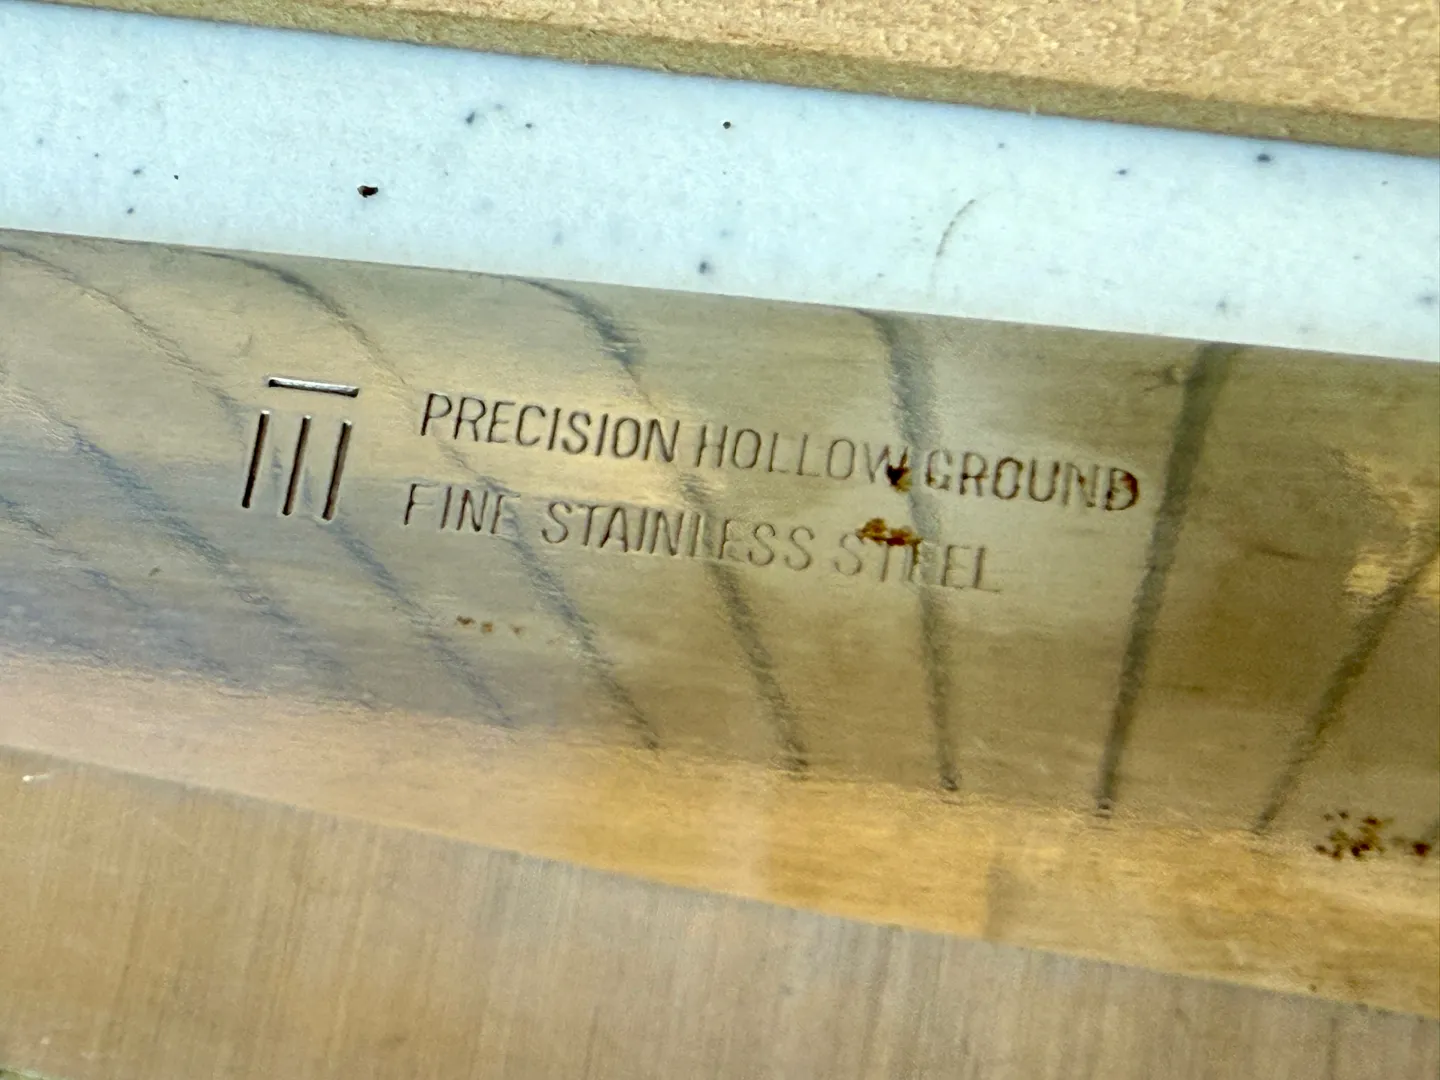 PRECISION HOLLOW GROUND
FINE STAINLESS STEEL